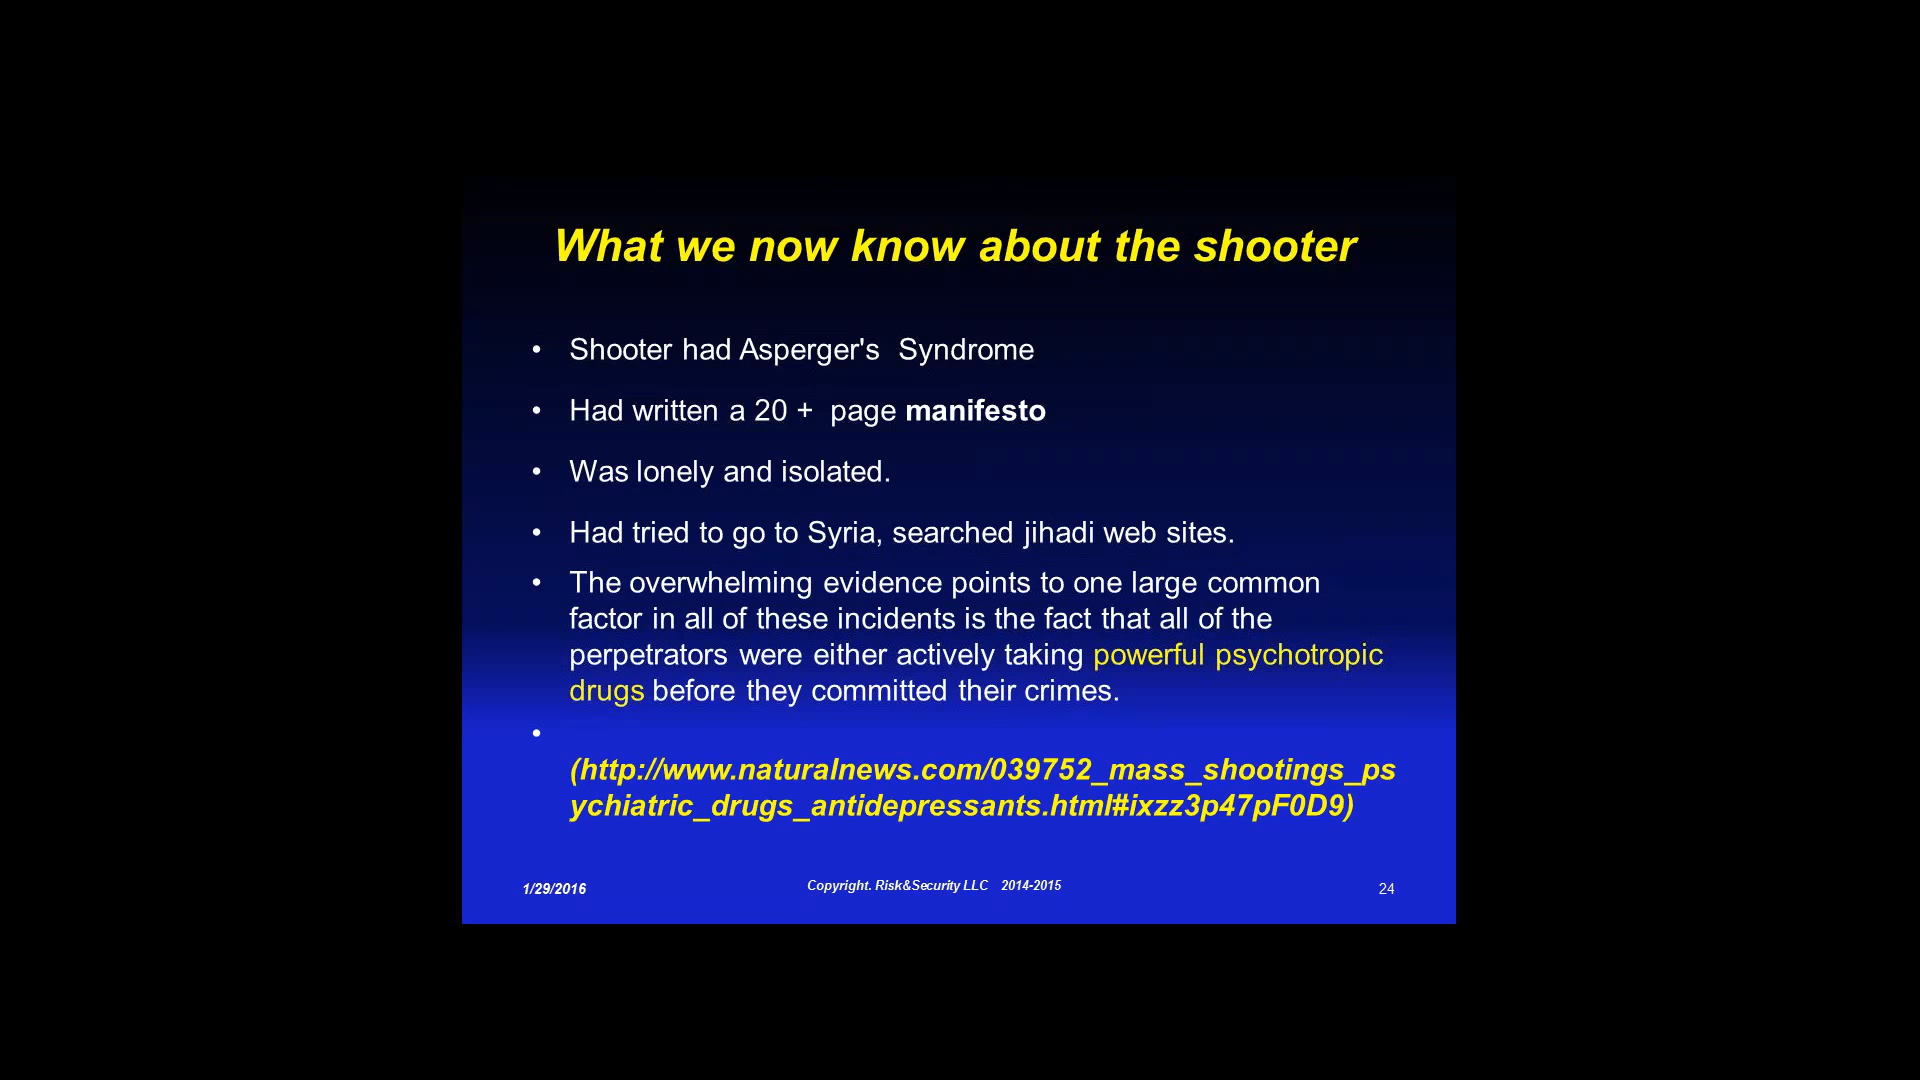 What we now know about the shooter
• Shooter had Asperger's  Syndrome
• Had written a 20 +  page manifesto
• Was lonely and isolated.
• Had tried to go to Syria, searched jihadi web sites.
• The overwhelming evidence points to one large common
factor in all of these incidents is the fact that all of the
perpetrators were either actively taking powerful psychotropic
drugs before they committed their crimes.
•
(http://www.naturalnews.com/039752_mass_shootings_ps
ychiatric_drugs_antidepressants.html#ixzz3p47pF0D9)
1/29/2016
Copyright. Risk&Security LLC   2014-2015
24